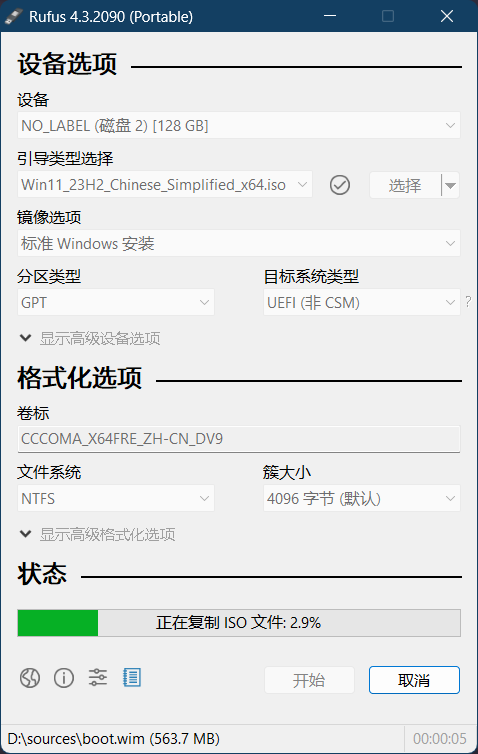 Rufus 4.3.2090 (Portable)
设备选项
设备
NO_LABEL (磁盘 2) [128 GB]
引导类型选择
Win11_23H2_Chinese_Simplified_x64.iso
选择
镜像选项
标准 Windows 安装
分区类型
目标系统类型
GPT
UEFI (非 CSM)
?
显示高级设备选项
格式化选项
卷标
CCCOMA_X64FRE_ZH-CN_DV9
文件系统
簇大小
NTFS
4096 字节 (默认)
显示高级格式化选项
状态
正在复制 ISO 文件: 2.9%
开始
取消
D:\sources\boot.wim (563.7 MB)
00:00:05